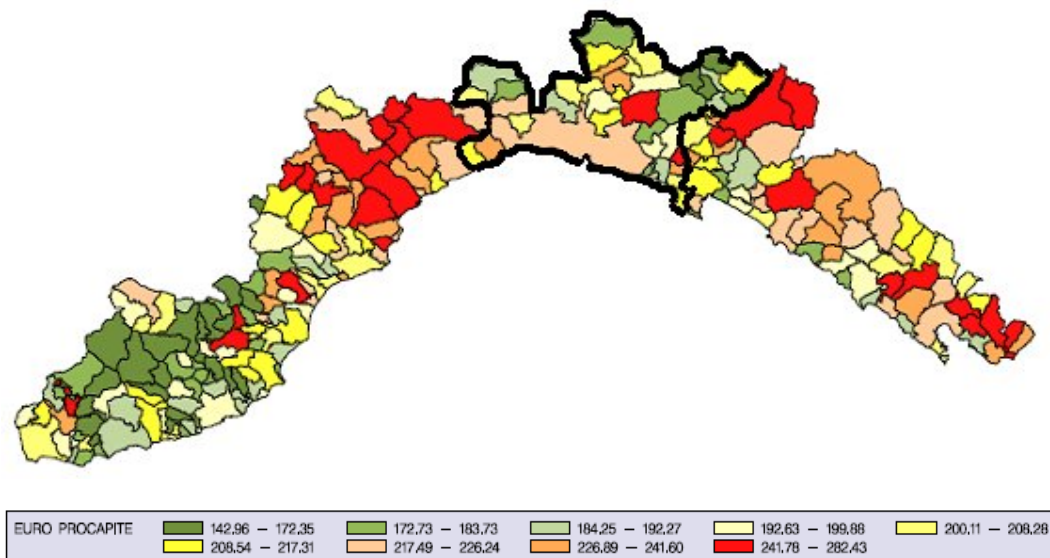 EURO PROCAPITE 142.96 – 172.35 172.73 – 183.73 184.25 – 192.27 192.63 – 199.88 200.11 – 208.28
208.54 – 217.31 217.49 – 226.24 226.89 – 241.60 241.78 – 282.43